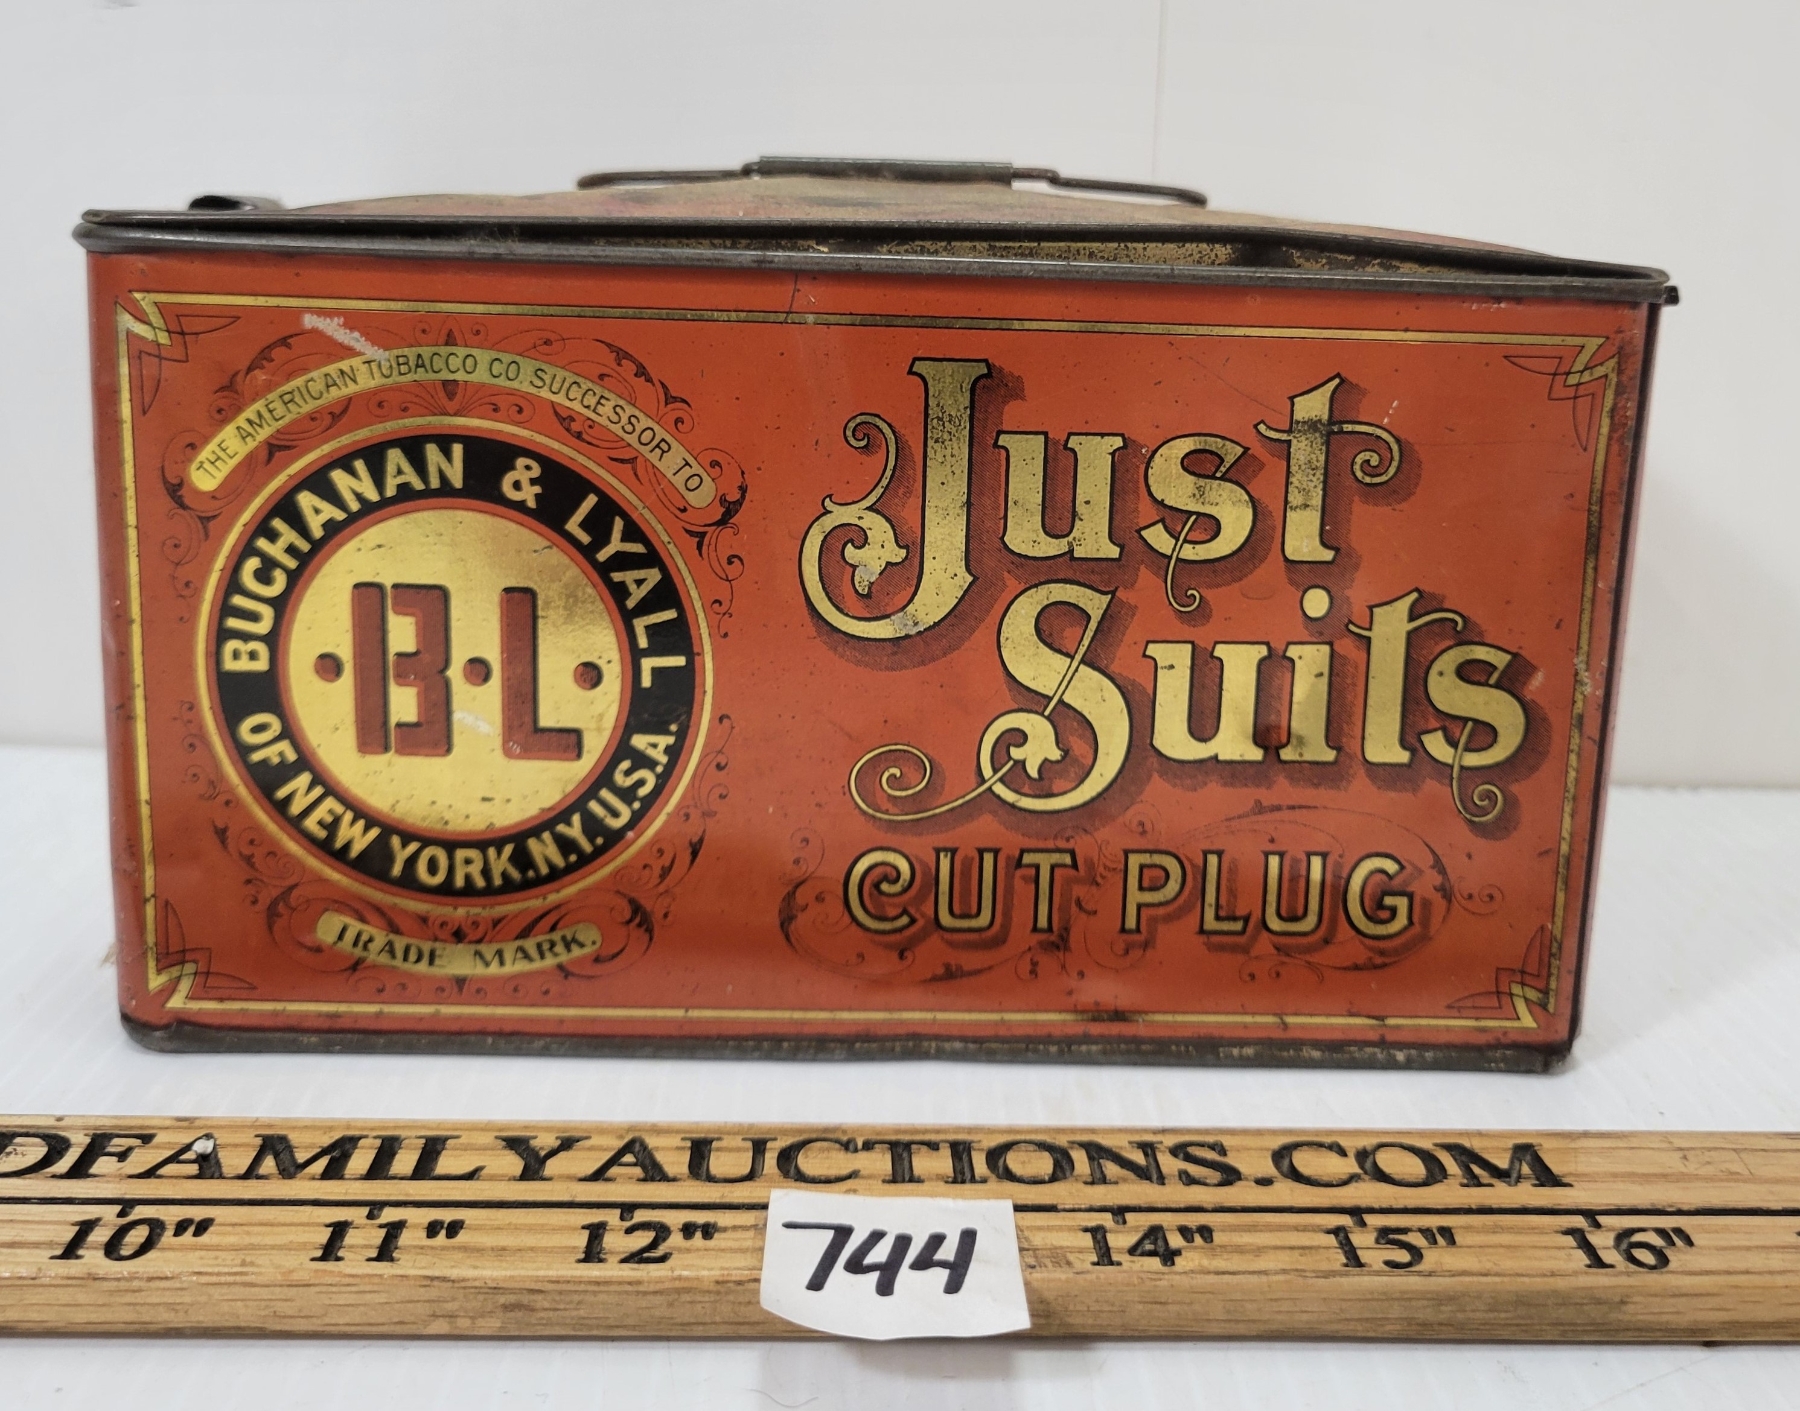 THE AMERICAN TOBACCO CO. SUCCESSOR TO
BUCHANAN & LYALL
OF NEW YORK, N.Y. U.S.A.
·B·L·
TRADE MARK.
Just
Suits
CUT PLUG
DFAMILYAUCTIONS.COM
10" 11" 12" 14" 15" 16"
744